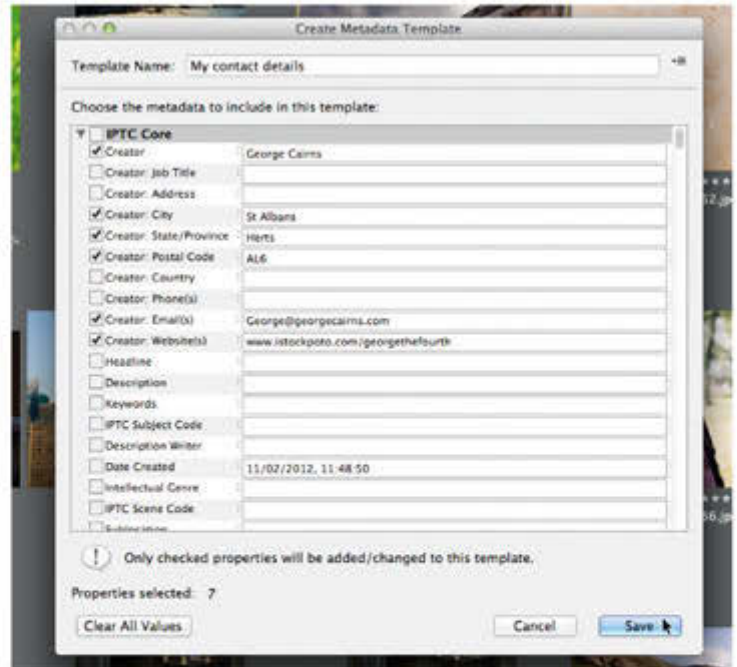 Create Metadata Template
Template Name: My contact details
Choose the metadata to include in this template:
IPTC Core
Creator George Cairns
Creator: Job Title
Creator: Address
Creator: City St Albans
Creator: State/Province Herts
Creator: Postal Code AL6
Creator: Country
Creator: Phone(s)
Creator: Email(s) George@georgecairns.com
Creator: Website(s) www.istockpoto.com/georgethefourth
Headline
Description
Keywords
IPTC Subject Code
Description Writer
Date Created 11/02/2012, 11:48:50
Intellectual Genre
IPTC Scene Code
52.jp
56.jp
Only checked properties will be added/changed to this template.
Properties selected: 7
Clear All Values Cancel Save